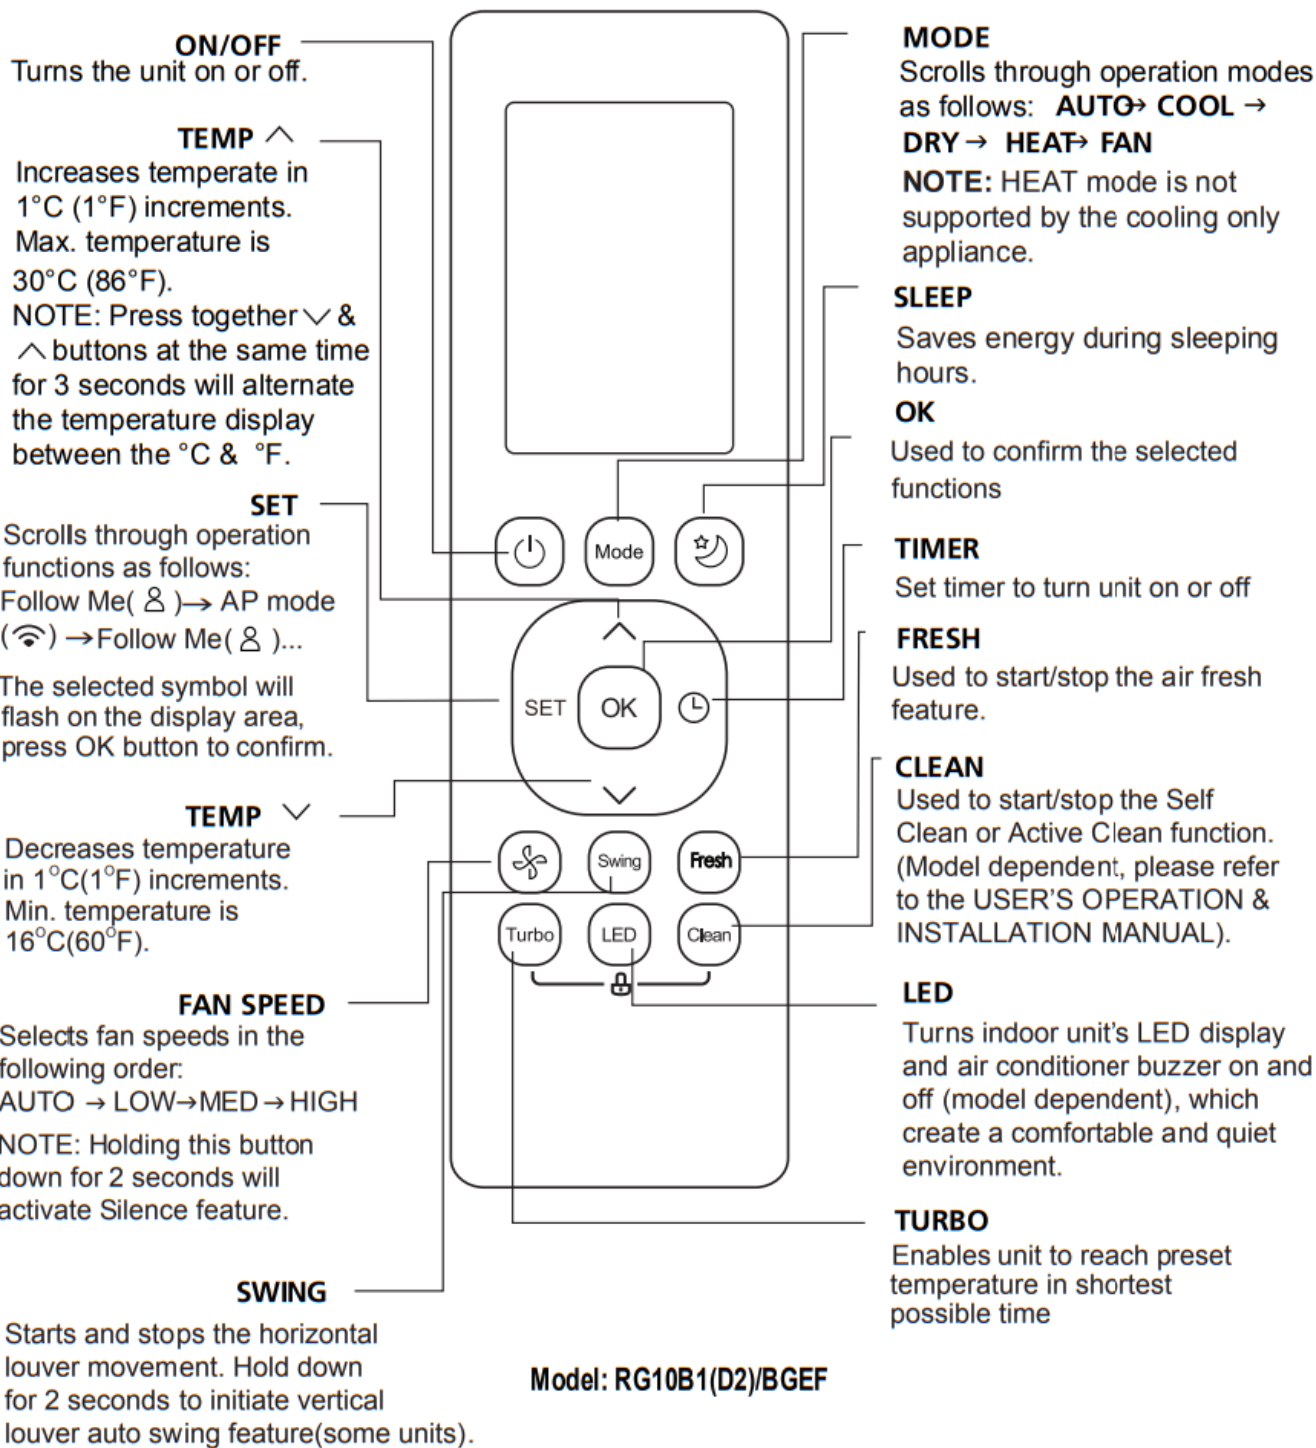 ON/OFF
Turns the unit on or off.
TEMP ︿
Increases temperate in
1°C (1°F) increments.
Max. temperature is
30°C (86°F).
NOTE: Press together ﹀ &
︿ buttons at the same time
for 3 seconds will alternate
the temperature display
between the °C & °F.
SET
Scrolls through operation
functions as follows:
Follow Me( )→ AP mode
( ) →Follow Me( )...
The selected symbol will
flash on the display area,
press OK button to confirm.
TEMP ﹀
Decreases temperature
in 1°C(1°F) increments.
Min. temperature is
16°C(60°F).
FAN SPEED
Selects fan speeds in the
following order:
AUTO → LOW→MED→HIGH
NOTE: Holding this button
down for 2 seconds will
activate Silence feature.
SWING
Starts and stops the horizontal
louver movement. Hold down
for 2 seconds to initiate vertical
louver auto swing feature(some units).
Mode
SET
OK
Swing
Fresh
Turbo
LED
Clean
Model: RG10B1(D2)/BGEF
MODE
Scrolls through operation modes
as follows: AUTO→ COOL →
DRY→ HEAT→ FAN
NOTE: HEAT mode is not
supported by the cooling only
appliance.
SLEEP
Saves energy during sleeping
hours.
OK
Used to confirm the selected
functions
TIMER
Set timer to turn unit on or off
FRESH
Used to start/stop the air fresh
feature.
CLEAN
Used to start/stop the Self
Clean or Active Clean function.
(Model dependent, please refer
to the USER'S OPERATION &
INSTALLATION MANUAL).
LED
Turns indoor unit's LED display
and air conditioner buzzer on and
off (model dependent), which
create a comfortable and quiet
environment.
TURBO
Enables unit to reach preset
temperature in shortest
possible time